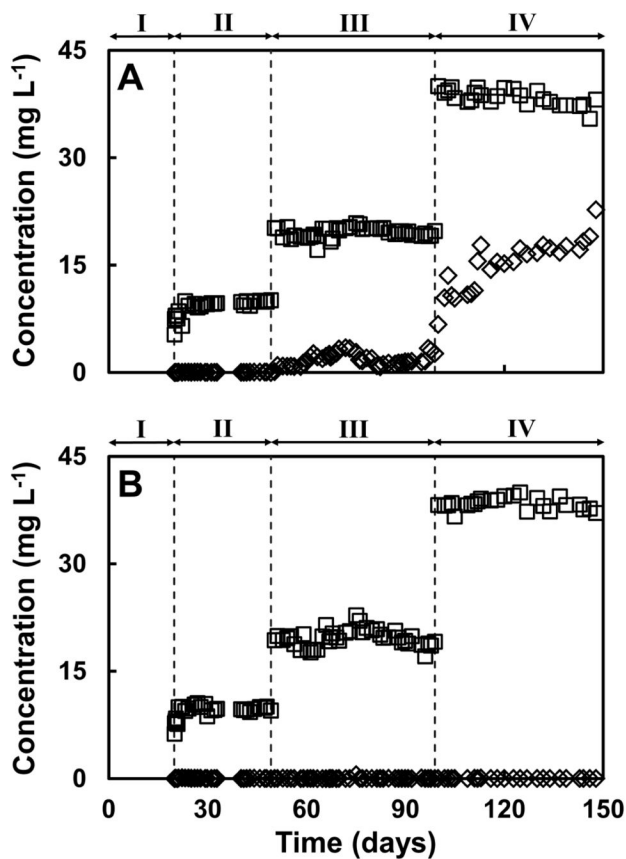 I II III IV
A
45
30
15
0
Concentration (mg L-1)
I II III IV
B
45
30
15
0
Concentration (mg L-1)
0 30 60 90 120 150
Time (days)